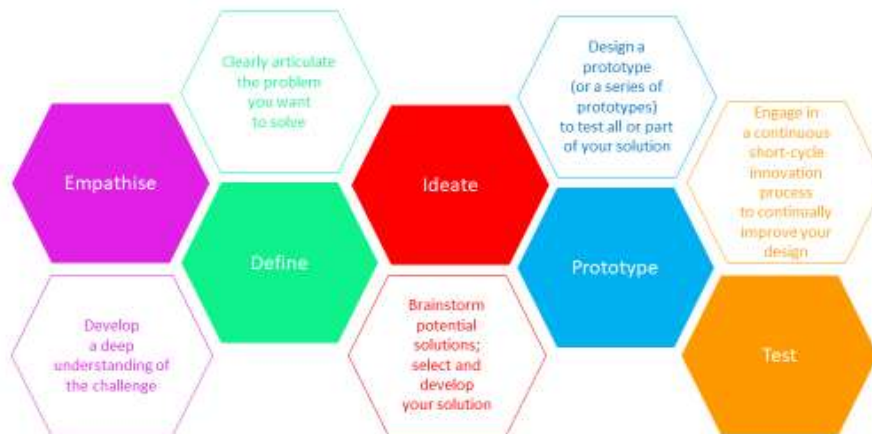 Empathise
Develop
a deep
understanding of
the challenge
Clearly articulate
the problem
you want
to solve
Define
Ideate
Brainstorm
potential
solutions;
select and
develop
your solution
Design a
prototype
(or a series of
prototypes)
to test all or part
of your solution
Prototype
Engage in
a continuous
short-cycle
innovation
process
to continually
improve your
design
Test